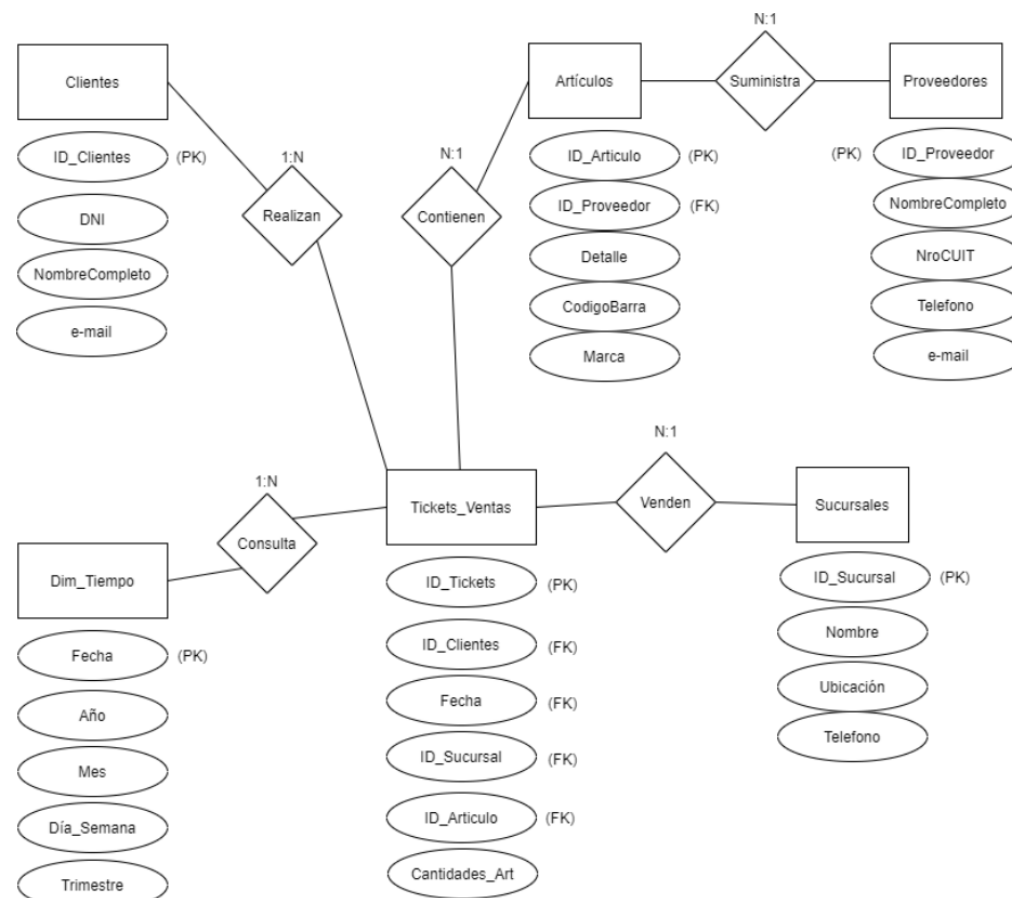 N:1
Clientes
Artículos
Suministra
Proveedores
ID_Clientes (PK)
DNI
NombreCompleto
e-mail
1:N
Realizan
N:1
Contienen
ID_Articulo (PK)
ID_Proveedor (FK)
Detalle
CodigoBarra
Marca
(PK) ID_Proveedor
NombreCompleto
NroCUIT
Telefono
e-mail
1:N
Consulta
Tickets_Ventas
N:1
Venden
Sucursales
Dim_Tiempo
Fecha (PK)
Año
Mes
Día_Semana
Trimestre
ID_Tickets (PK)
ID_Clientes (FK)
Fecha (FK)
ID_Sucursal (FK)
ID_Articulo (FK)
Cantidades_Art
ID_Sucursal (PK)
Nombre
Ubicación
Telefono